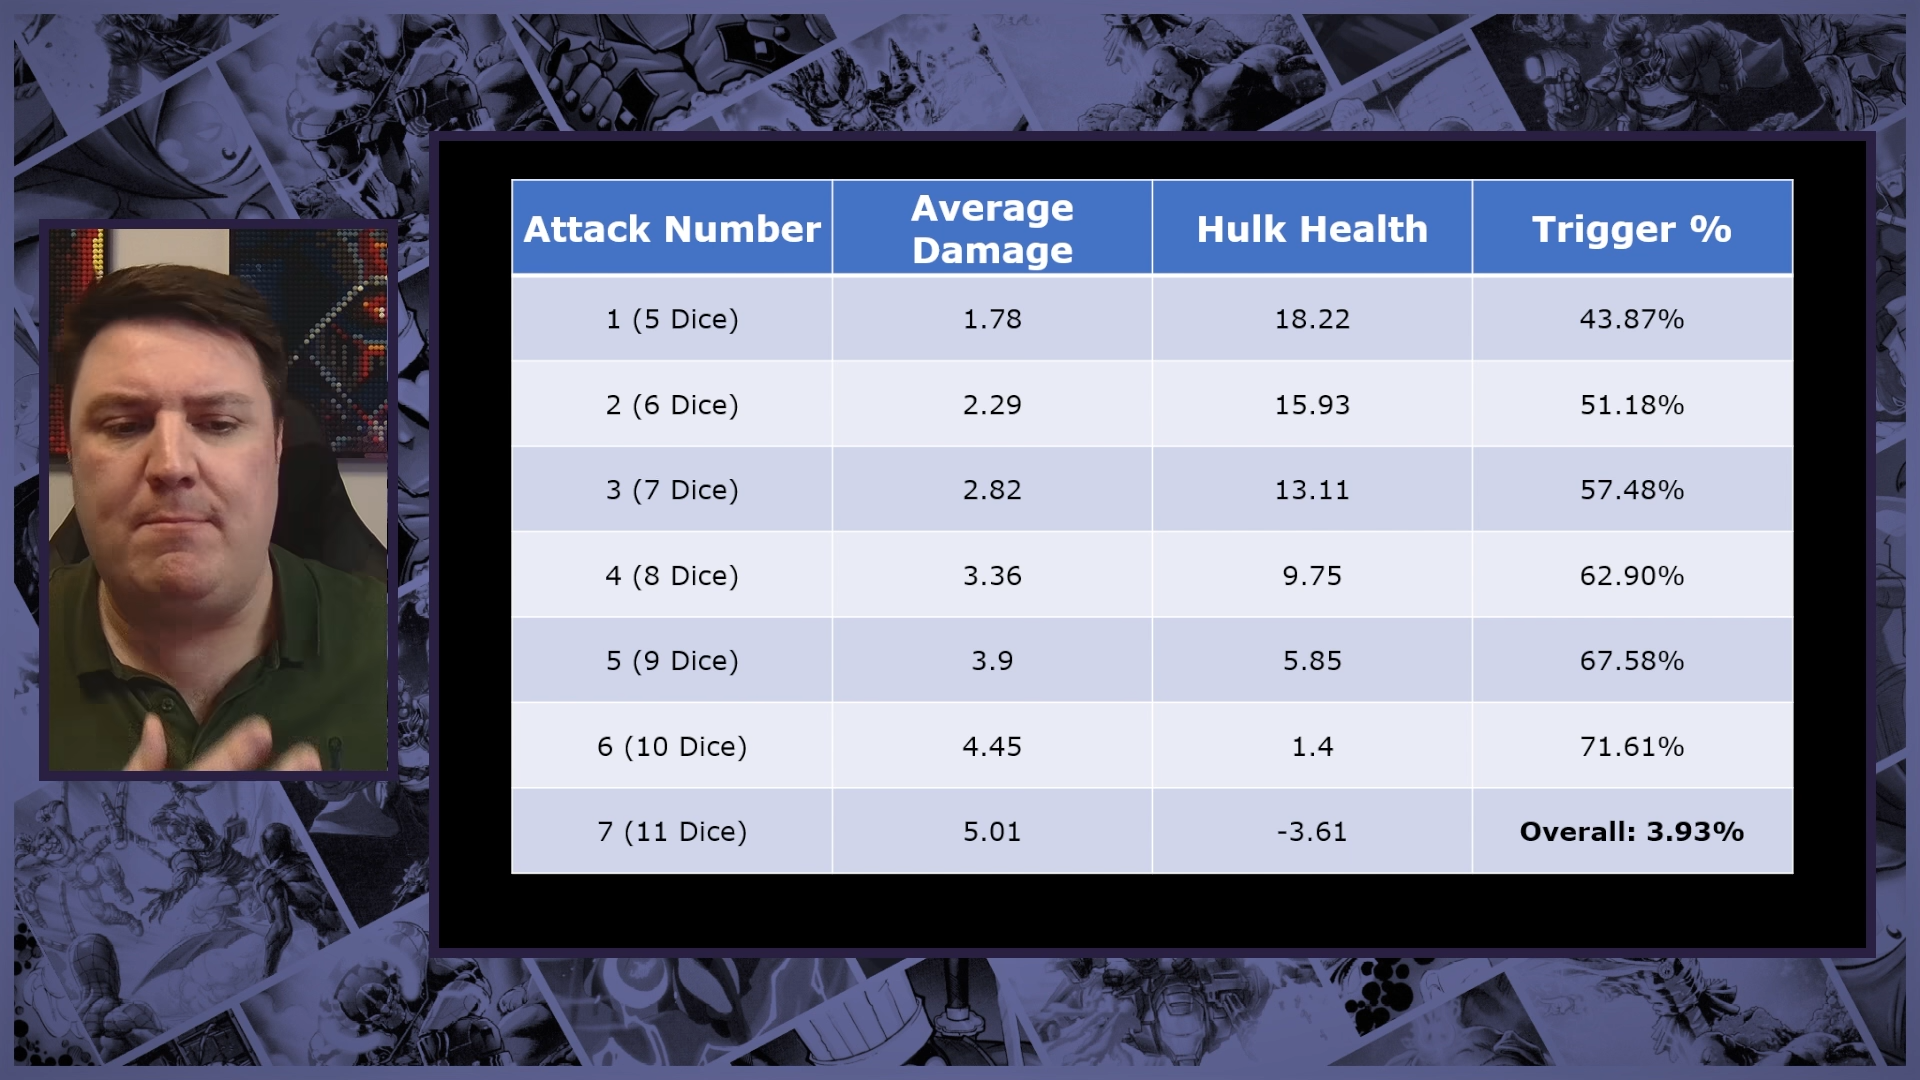 Attack Number Average Damage Hulk Health Trigger %
1 (5 Dice) 1.78 18.22 43.87%
2 (6 Dice) 2.29 15.93 51.18%
3 (7 Dice) 2.82 13.11 57.48%
4 (8 Dice) 3.36 9.75 62.90%
5 (9 Dice) 3.9 5.85 67.58%
6 (10 Dice) 4.45 1.4 71.61%
7 (11 Dice) 5.01 -3.61 Overall: 3.93%